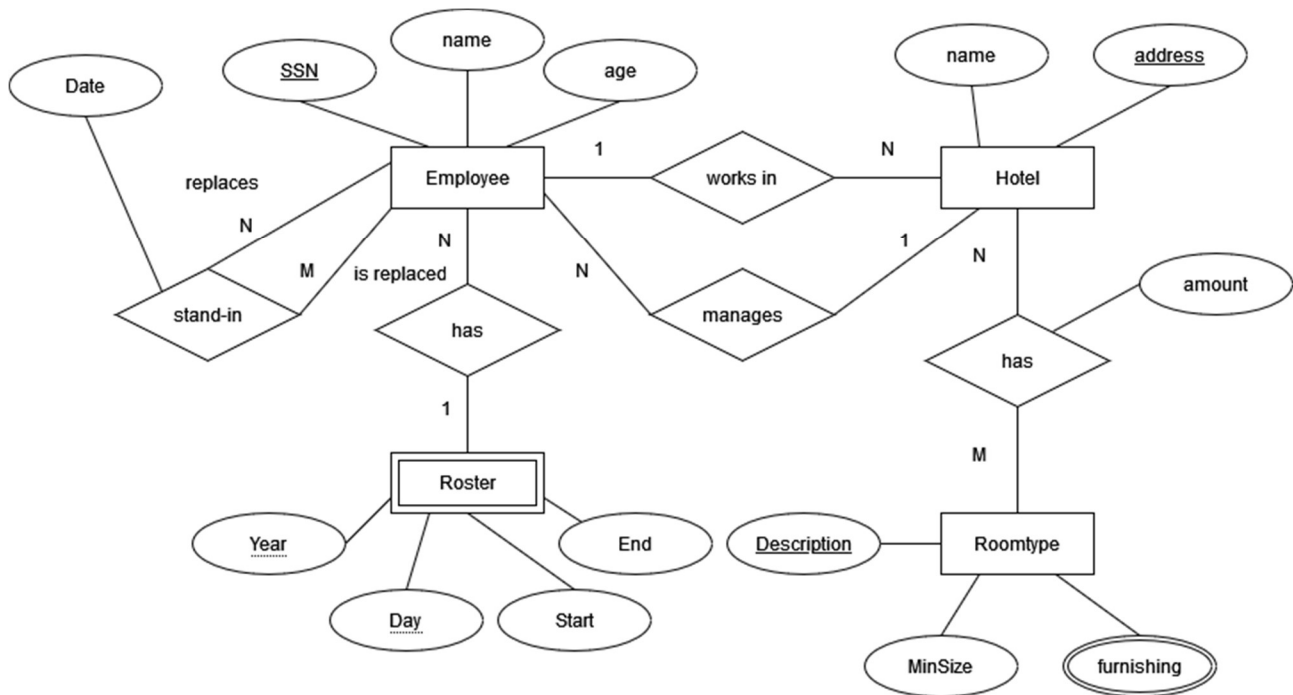 name
Date
SSN
age
name
address
replaces
1
N
Employee
works in
Hotel
N
M
is replaced
N
N
1
N
amount
stand-in
has
manages
has
1
M
Roster
Year
End
Description
Roomtype
Day
Start
MinSize
furnishing